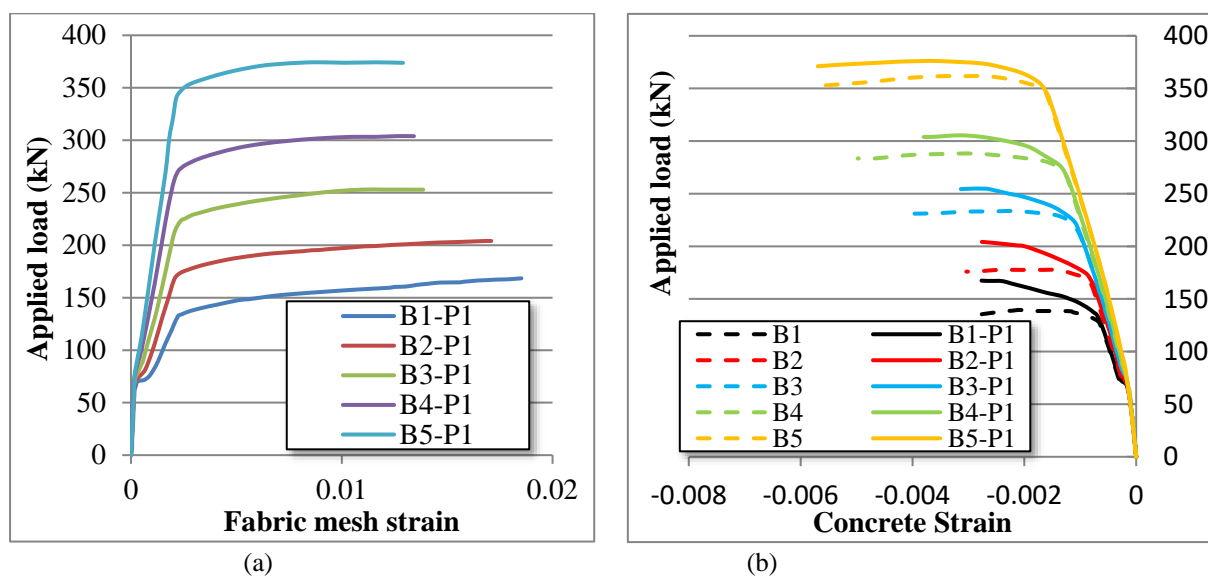 400
350
300
250
200
150
100
50
0
Applied load (kN)
B1-P1
B2-P1
B3-P1
B4-P1
B5-P1
0 0.01 0.02
Fabric mesh strain
(a)
Applied load (kN)
400
350
300
250
200
150
100
50
0
B1 B1-P1
B2 B2-P1
B3 B3-P1
B4 B4-P1
B5 B5-P1
-0.008 -0.006 -0.004 -0.002 0
Concrete Strain
(b)